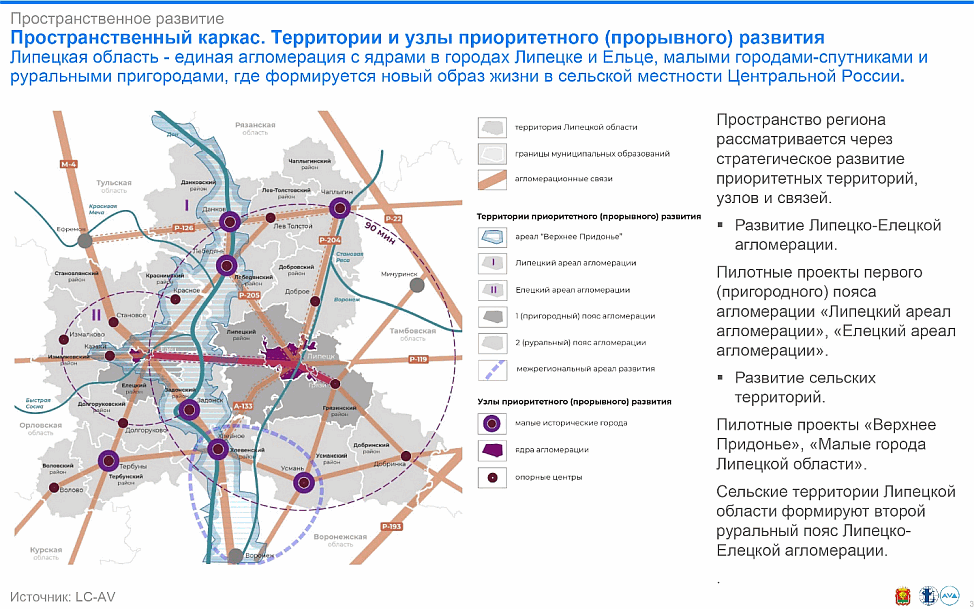 Пространственное развитие
Пространственный каркас. Территории и узлы приоритетного (прорывного) развития
Липецкая область - единая агломерация с ядрами в городах Липецке и Ельце, малыми городами-спутниками и
руральными пригородами, где формируется новый образ жизни в сельской местности Центральной России.
Дон
Рязанская
область
М-4
Чаплыгинский
район
Тульская
область
Данковский
район
Лев-Толстовский
район
Чаплыгин
Красивая
Меча
I
Данков
Р-22
Ефремов
Р-126
Лев Толстой
90 мин
Р-204
Лебедянь
Становая
Ряса
Становлянский
район
Краснинский
район
Лебедянский
район
Добровский
район
Мичуринск
Красное
Р-205
Доброе
Воронеж
II
Становое
Измалково
Липецкий
район
Тамбовская
область
Измалковский
район
Липецк
Р-119
Елецкий
район
Задонский
район
Быстрая
Сосна
Долгоруковский
район
Задонск
А-133
Грязинский
район
Орловская
область
Долгоруково
Хлевное
Добринский
район
Воловский
район
Тербуны
Хлевенский
район
Усмань
Усманский
район
Добринка
Тербунский
район
Волово
Р-193
Курская
область
Воронежская
область
Воронеж
территория Липецкой области
границы муниципальных образований
агломерационные связи
Территории приоритетного (прорывного) развития
ареал "Верхнее Придонье"
I
Липецкий ареал агломерации
II
Елецкий ареал агломерации
1 (пригородный) пояс агломерации
2 (руральный) пояс агломерации
межрегиональный ареал развития
Узлы приоритетного (прорывного) развития
малые исторические города
ядра агломерации
опорные центры
Пространство региона
рассматривается через
стратегическое развитие
приоритетных территорий,
узлов и связей.
▪ Развитие Липецко-Елецкой
агломерации.
Пилотные проекты первого
(пригородного) пояса
агломерации «Липецкий ареал
агломерации», «Елецкий ареал
агломерации».
▪ Развитие сельских
территорий.
Пилотные проекты «Верхнее
Придонье», «Малые города
Липецкой области».
Сельские территории Липецкой
области формируют второй
руральный пояс Липецко-
Елецкой агломерации.
.
Источник: LC-AV
3